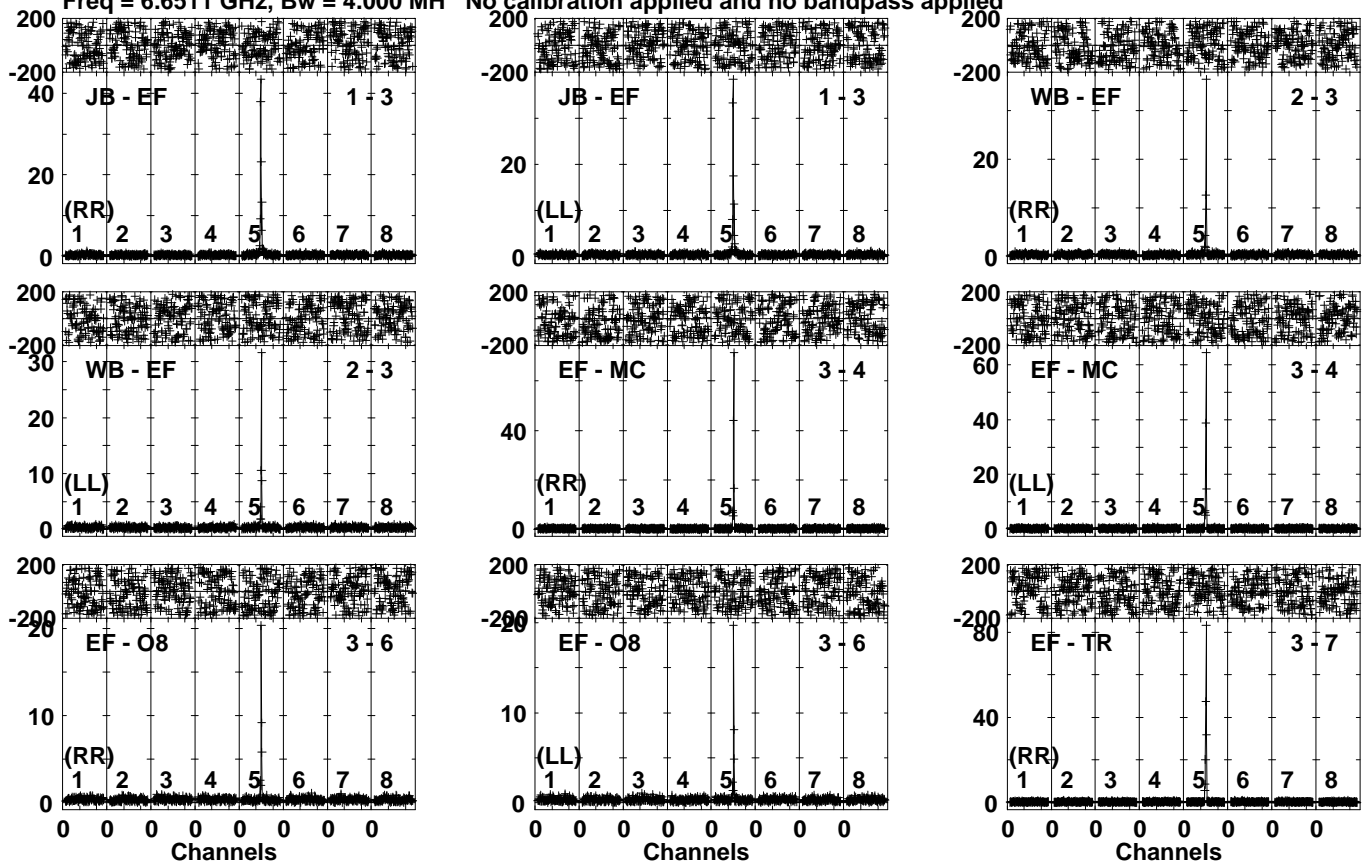 Freq = 6.6511 GHz, Bw = 4.000 MH No calibration applied and no bandpass applied
200 200 200
-200 -200 -200
40 JB - EF 1 - 3 JB - EF 1 - 3 WB - EF 2 - 3
20 20 20
(RR) (LL) (RR)
1 2 3 4 5 6 7 8 1 2 3 4 5 6 7 8 1 2 3 4 5 6 7 8
0 0 0
200 200 200
-200 -200 -200
30 WB - EF 2 - 3 EF - MC 3 - 4 60 EF - MC 3 - 4
20 40 40
10 20
(LL) (RR) (LL)
1 2 3 4 5 6 7 8 1 2 3 4 5 6 7 8 1 2 3 4 5 6 7 8
0 0 0
200 200 200
-200 -200 -200
20 EF - O8 3 - 6 20 EF - O8 3 - 6 80 EF - TR 3 - 7
10 10 40
(RR) (LL) (RR)
1 2 3 4 5 6 7 8 1 2 3 4 5 6 7 8 1 2 3 4 5 6 7 8
0 0 0
0 0 0 0 0 0 0 0 0 0 0 0 0 0 0 0 0 0 0 0 0 0 0 0
Channels Channels Channels